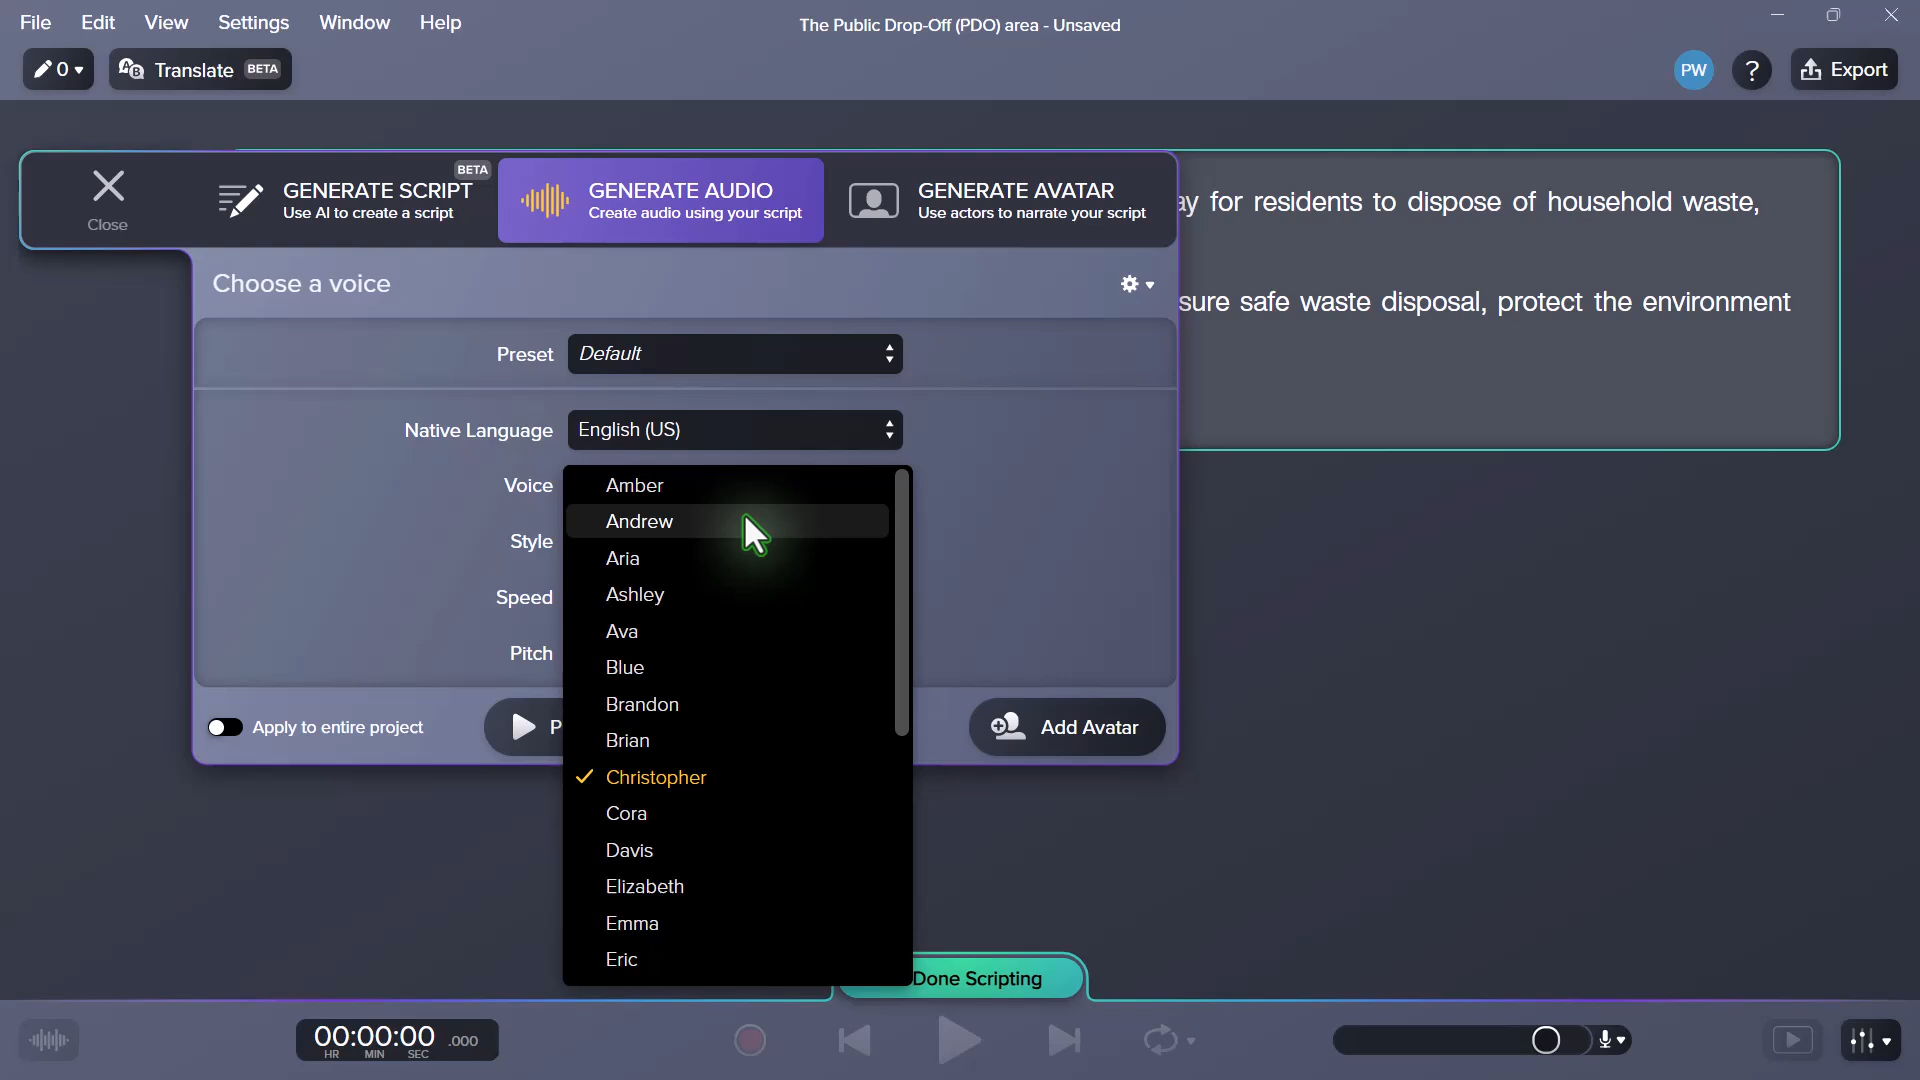 File Edit View Settings Window Help
The Public Drop-Off (PDO) area - Unsaved
0
Translate BETA
PW
?
Export
Close
GENERATE SCRIPT BETA
Use AI to create a script
GENERATE AUDIO
Create audio using your script
GENERATE AVATAR
Use actors to narrate your script
for residents to dispose of household waste,
safe waste disposal, protect the environment
Choose a voice
Preset Default
Native Language English (US)
Voice
Style
Speed
Pitch
Amber
Andrew
Aria
Ashley
Ava
Blue
Brandon
Brian
Christopher
Cora
Davis
Elizabeth
Emma
Eric
Apply to entire project
P
Add Avatar
Done Scripting
00:00:00 .000
HR MIN SEC